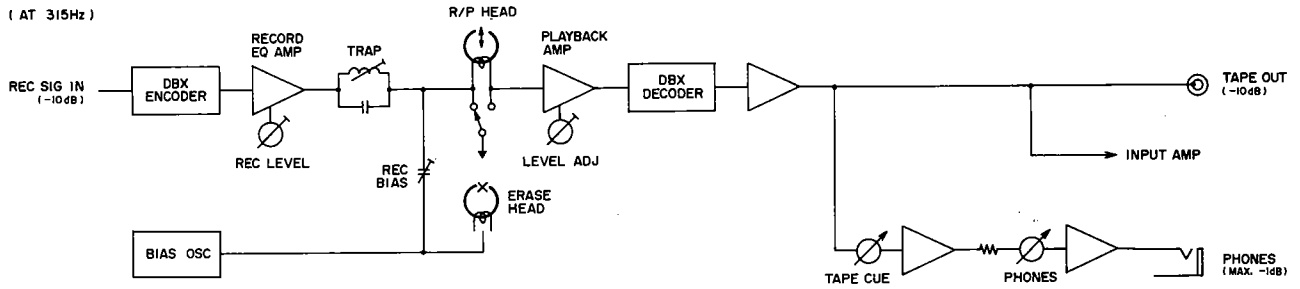 ( AT 315Hz )
R/P HEAD
RECORD
EQ AMP
TRAP
PLAYBACK
AMP
REC SIG IN
(-10dB)
DBX
ENCODER
DBX
DECODER
TAPE OUT
(-10dB)
REC LEVEL
REC
BIAS
LEVEL ADJ
INPUT AMP
ERASE
HEAD
BIAS OSC
TAPE CUE
PHONES
PHONES
(MAX. -1dB)